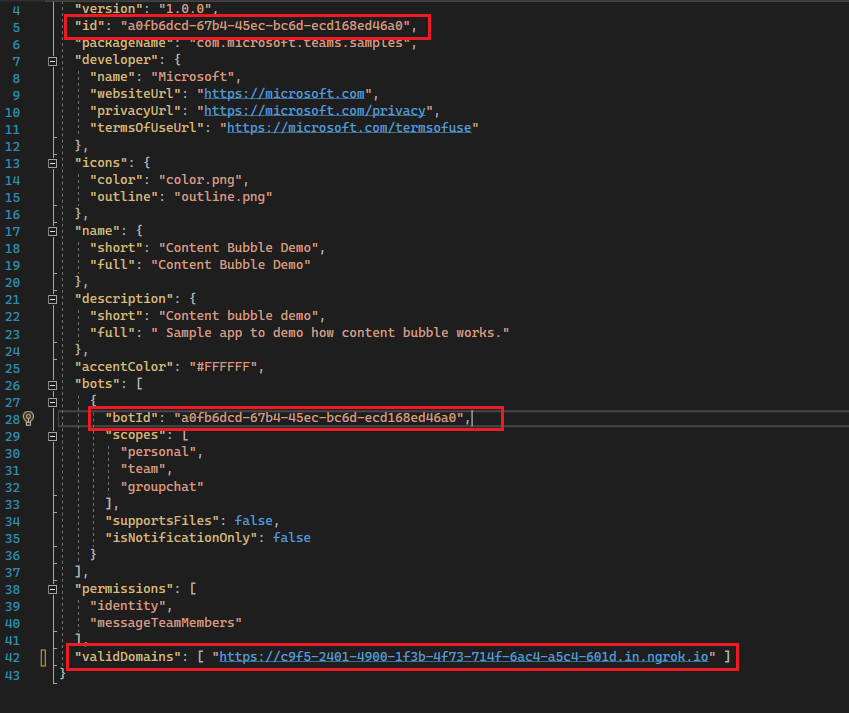 4 "version": "1.0.0",
5 "id": "a0fb6dcd-67b4-45ec-bc6d-ecd168ed46a0",
6 "packageName": "com.microsoft.teams.samples",
7 "developer": {
8 "name": "Microsoft",
9 "websiteUrl": "https://microsoft.com",
10 "privacyUrl": "https://microsoft.com/privacy",
11 "termsOfUseUrl": "https://microsoft.com/termsofuse"
12 },
13 "icons": {
14 "color": "color.png",
15 "outline": "outline.png"
16 },
17 "name": {
18 "short": "Content Bubble Demo",
19 "full": "Content Bubble Demo"
20 },
21 "description": {
22 "short": "Content bubble demo",
23 "full": " Sample app to demo how content bubble works."
24 },
25 "accentColor": "#FFFFFF",
26 "bots": [
27 {
28 "botId": "a0fb6dcd-67b4-45ec-bc6d-ecd168ed46a0",
29 "scopes": [
30 "personal",
31 "team",
32 "groupchat"
33 ],
34 "supportsFiles": false,
35 "isNotificationOnly": false
36 }
37 ],
38 "permissions": [
39 "identity",
40 "messageTeamMembers"
41 ],
42 "validDomains": [ "https://c9f5-2401-4900-1f3b-4f73-714f-6ac4-a5c4-601d.in.ngrok.io" ]
43 }